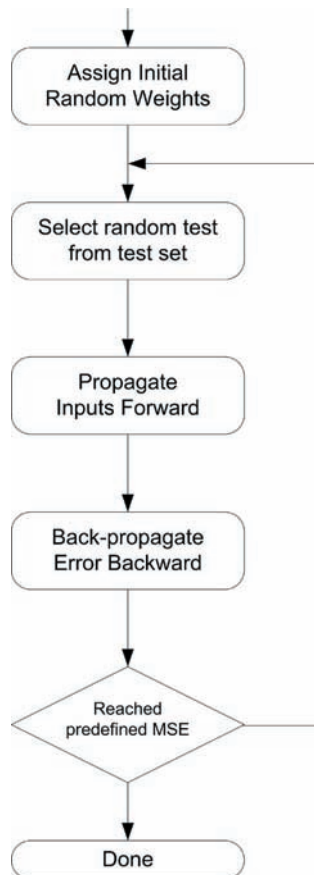 Assign Initial
Random Weights
Select random test
from test set
Propagate
Inputs Forward
Back-propagate
Error Backward
Reached
predefined MSE
Done